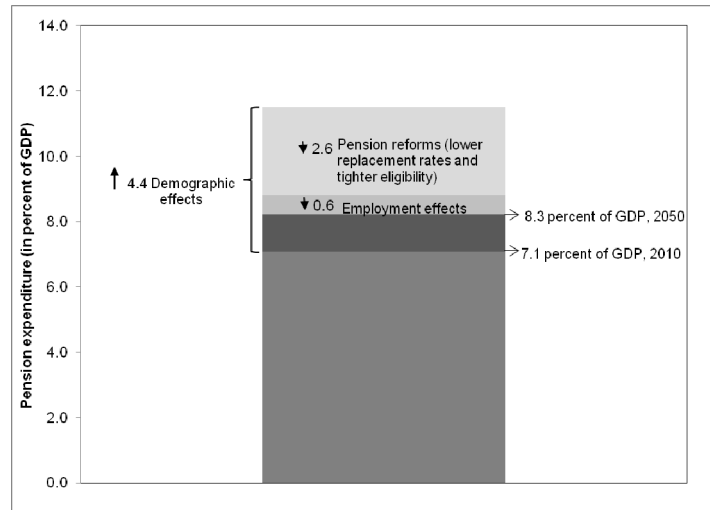 Pension expenditure (in percent of GDP)
14.0
12.0
10.0
8.0
6.0
4.0
2.0
0.0
4.4 Demographic
effects
2.6 Pension reforms (lower
replacement rates and
tighter eligibility)
0.6 Employment effects
8.3 percent of GDP, 2050
7.1 percent of GDP, 2010